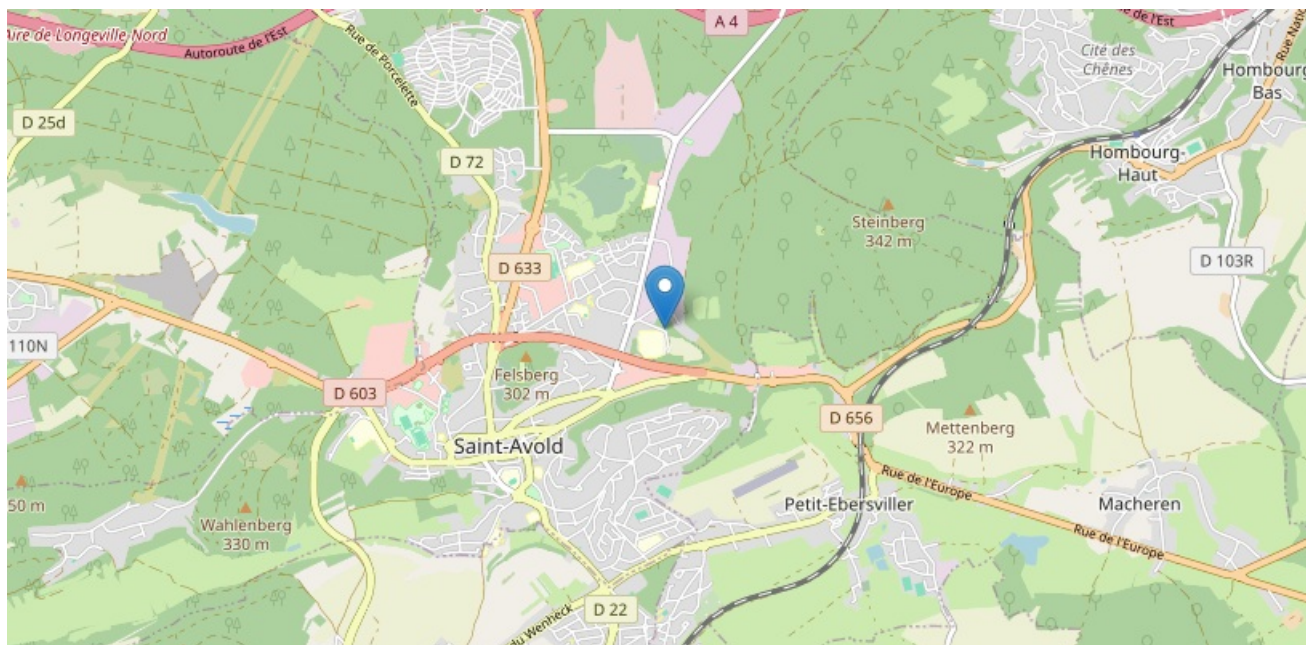 Aire de Longeville Nord
Autoroute de l'Est
Rue de Porcelette
A 4
de l'Est
Rue Nati
Cité des
Chênes
Hombourg
Bas
D 25d
D 72
Hombourg-
Haut
Steinberg
342 m
D 633
D 103R
110N
Felsberg
302 m
D 603
D 656
Mettenberg
322 m
Saint-Avold
50 m
Rue de l'Europe
Wahlenberg
330 m
Petit-Ebersviller
Macheren
Rue de l'Europe
D 22
du Wenheck